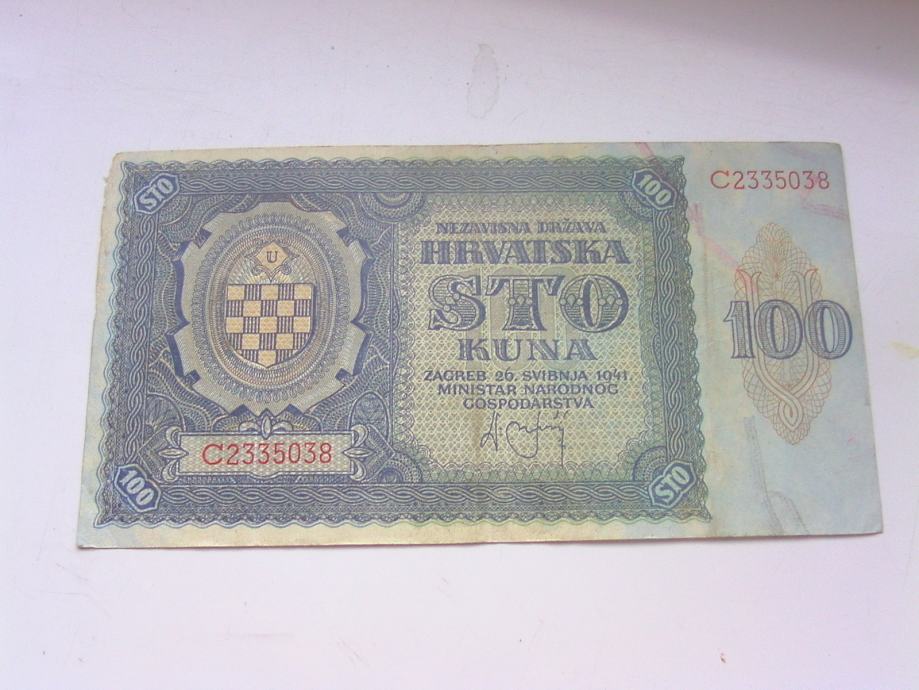 STO
100
C2335038
U
NEZAVISNA DRŽAVA
HRVATSKA
STO
KUNA
ZAGREB 26. SVIBNJA 1941.
MINISTAR NARODNOG
GOSPODARSTVA
100
C2335038
100
STO